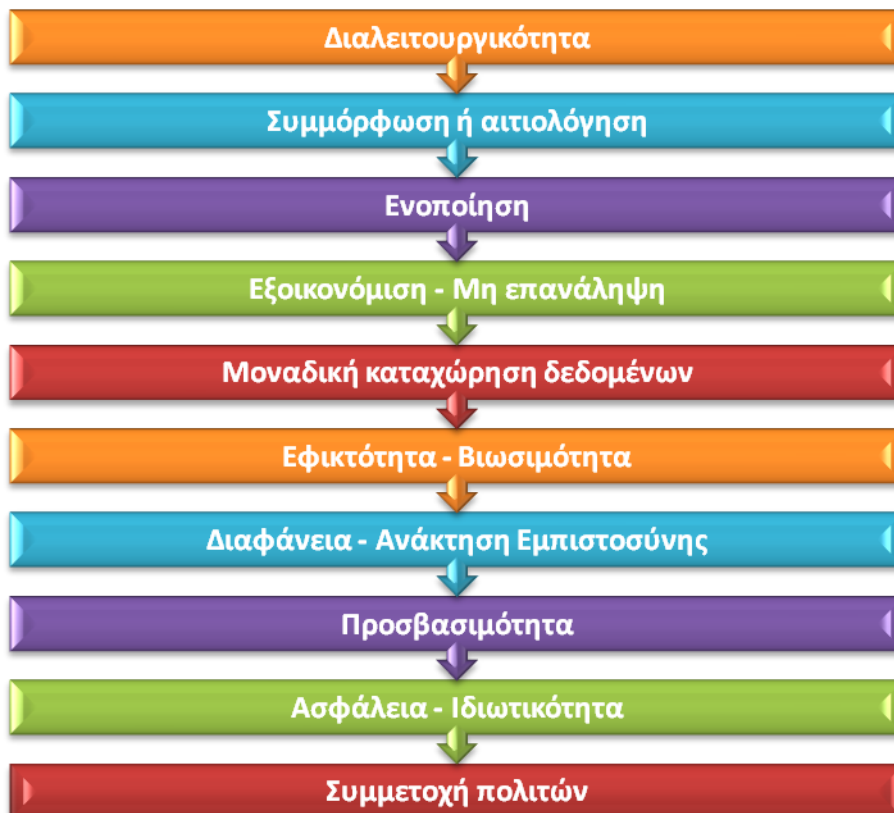 Διαλειτουργικότητα
Συμμόρφωση ή αιτιολόγηση
Ενοποίηση
Εξοικονόμιση - Μη επανάληψη
Μοναδική καταχώρηση δεδομένων
Εφικτότητα - Βιωσιμότητα
Διαφάνεια - Ανάκτηση Εμπιστοσύνης
Προσβασιμότητα
Ασφάλεια - Ιδιωτικότητα
Συμμετοχή πολιτών